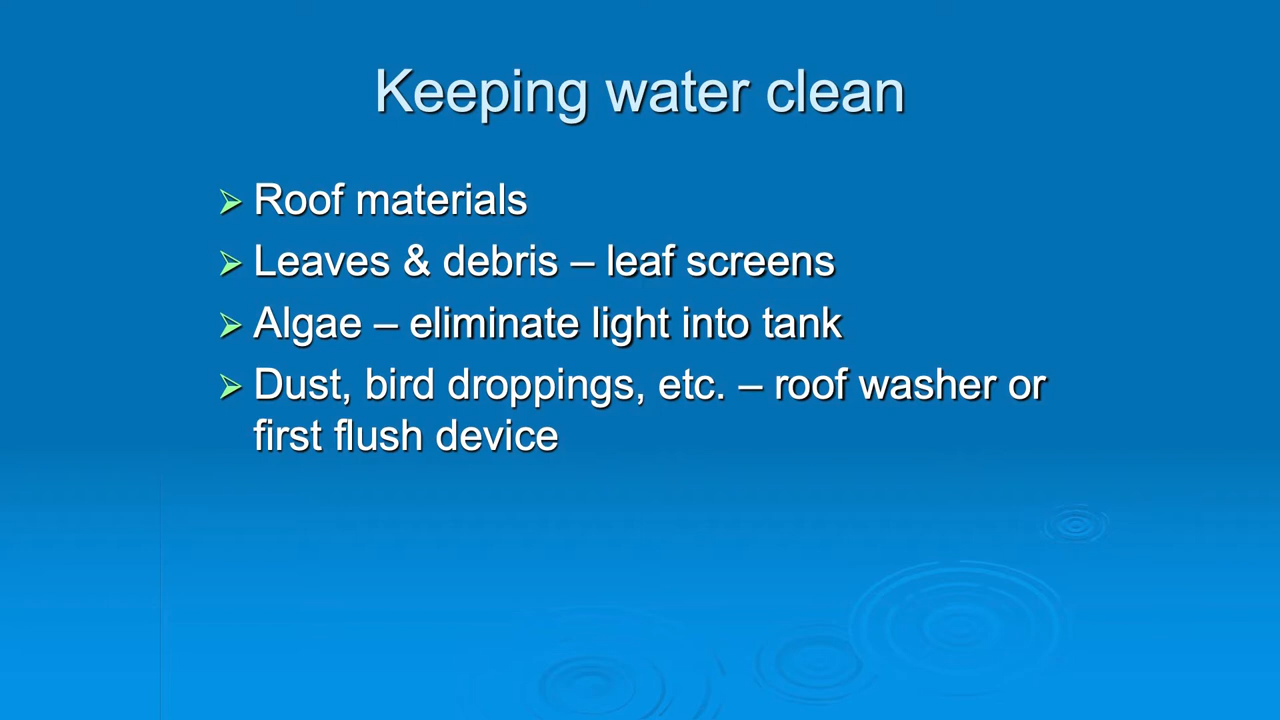 Keeping water clean
Roof materials
Leaves & debris – leaf screens
Algae – eliminate light into tank
Dust, bird droppings, etc. – roof washer or
first flush device